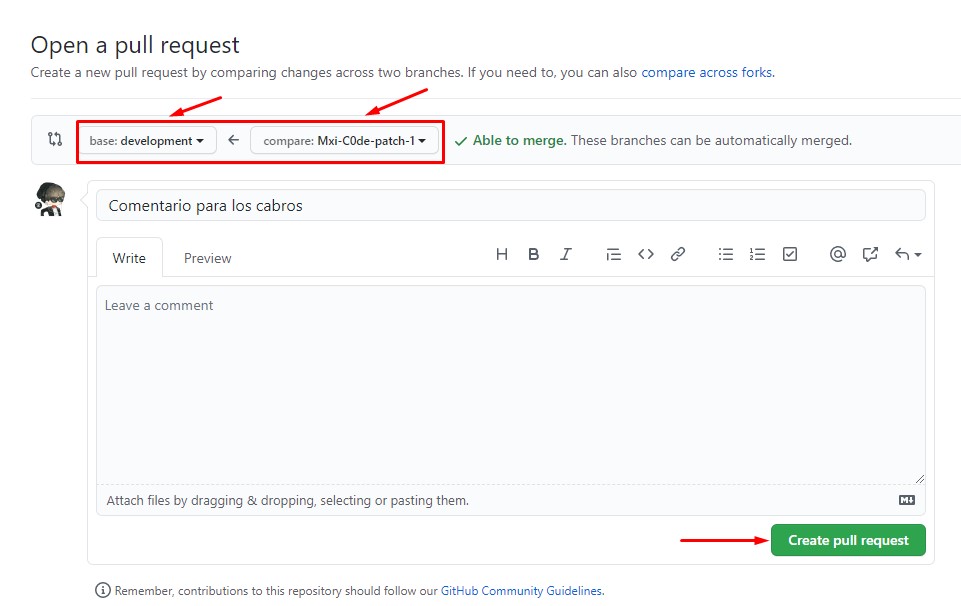 Open a pull request
Create a new pull request by comparing changes across two branches. If you need to, you can also compare across forks.
base: development compare: Mxi-C0de-patch-1 Able to merge. These branches can be automatically merged.
Comentario para los cabros
Write Preview
Leave a comment
Attach files by dragging & dropping, selecting or pasting them.
Create pull request
Remember, contributions to this repository should follow our GitHub Community Guidelines.